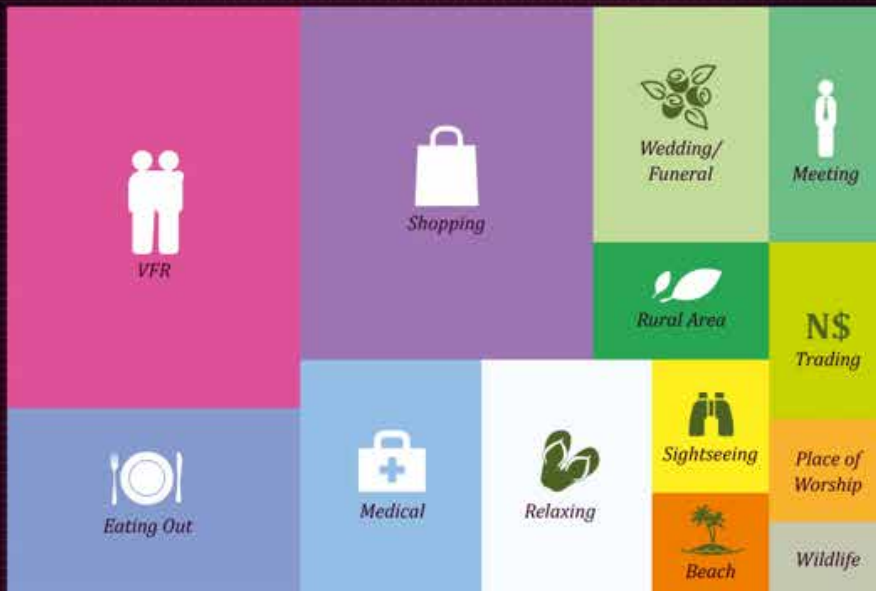 VFR
Shopping
Wedding/
Funeral
Meeting
Rural Area
N$
Trading
Eating Out
Medical
Relaxing
Sightseeing
Beach
Place of
Worship
Wildlife